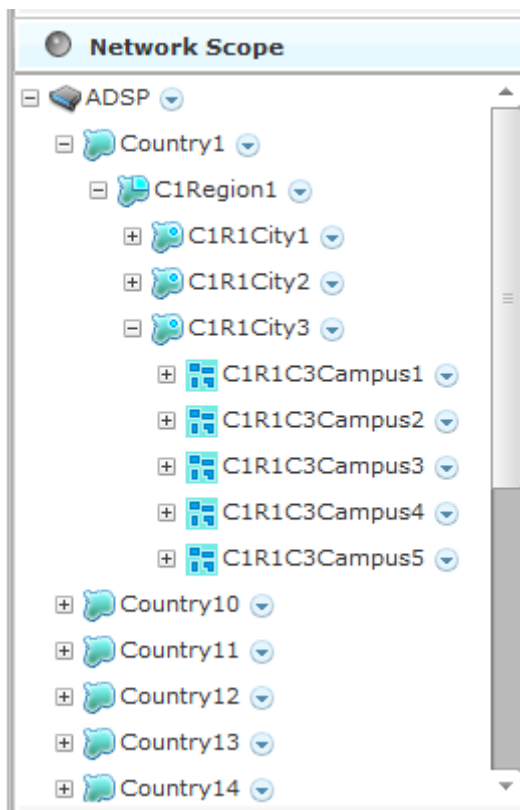 Network Scope
ADSP
Country1
C1Region1
C1R1City1
C1R1City2
C1R1City3
C1R1C3Campus1
C1R1C3Campus2
C1R1C3Campus3
C1R1C3Campus4
C1R1C3Campus5
Country10
Country11
Country12
Country13
Country14